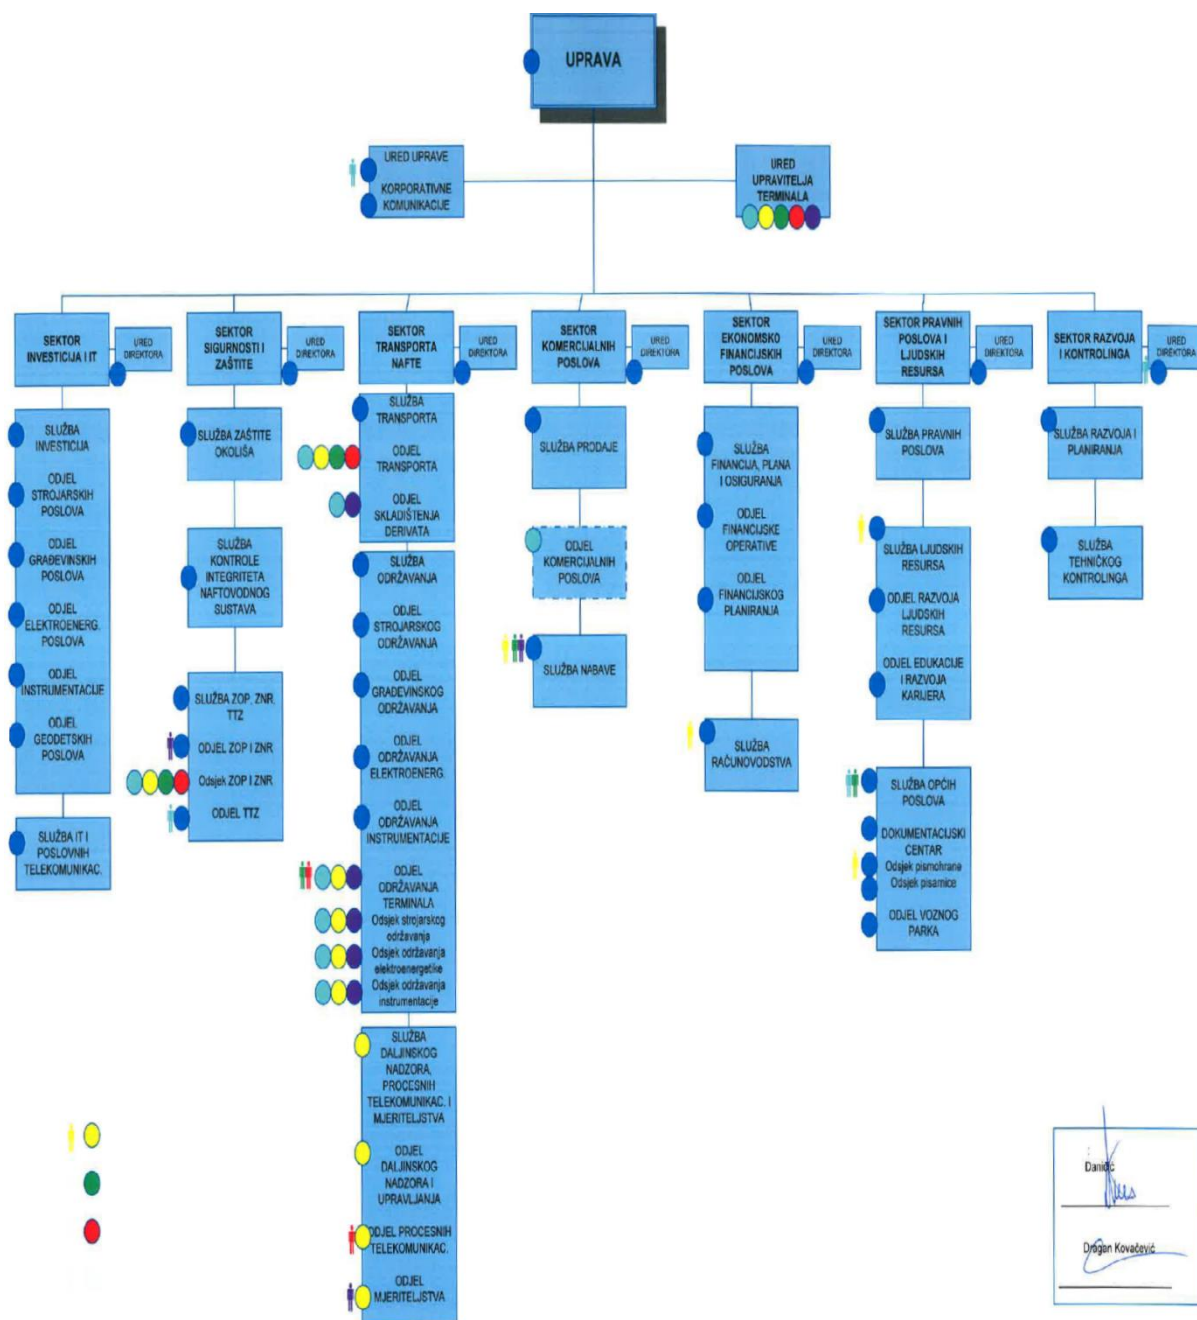 UPRAVA
URED UPRAVE
KORPORATIVNE
KOMUNIKACIJE
URED
UPRAVITELJA
TERMINALA
SEKTOR
INVESTICIJA I IT
URED
DIREKTORA
SLUŽBA
INVESTICIJA
ODJEL
STROJARSKIH
POSLOVA
ODJEL
GRAĐEVINSKIH
POSLOVA
ODJEL
ELEKTROENERG.
POSLOVA
ODJEL
INSTRUMENTACIJE
ODJEL
GEODETSKIH
POSLOVA
SLUŽBA IT I
POSLOVNIH
TELEKOMUNIKAC.
SEKTOR
SIGURNOSTI I
ZAŠTITE
URED
DIREKTORA
SLUŽBA ZAŠTITE
OKOLIŠA
SLUŽBA
KONTROLE
INTEGRITETA
NAFTOVODNOG
SUSTAVA
SLUŽBA ZOP, ZNR,
TTZ
ODJEL ZOP I ZNR
Odsjek ZOP I ZNR
ODJEL TTZ
SEKTOR
TRANSPORTA
NAFTE
URED
DIREKTORA
SLUŽBA
TRANSPORTA
ODJEL
TRANSPORTA
ODJEL
SKLADIŠTENJA
DERIVATA
SLUŽBA
ODRŽAVANJA
ODJEL
STROJARSKOG
ODRŽAVANJA
ODJEL
GRAĐEVINSKOG
ODRŽAVANJA
ODJEL
ODRŽAVANJA
ELEKTROENERG.
ODJEL
ODRŽAVANJA
INSTRUMENTACIJE
ODJEL
ODRŽAVANJA
TERMINALA
Odsjek strojarskog
održavanja
Odsjek održavanja
elektroenergetike
Odsjek održavanja
instrumentacije
SLUŽBA
DALJINSKOG
NADZORA,
PROCESNIH
TELEKOMUNIKAC. I
MJERITELJSTVA
ODJEL
DALJINSKOG
NADZORA I
UPRAVLJANJA
ODJEL PROCESNIH
TELEKOMUNIKAC.
ODJEL
MJERITELJSTVA
SEKTOR
KOMERCIJALNIH
POSLOVA
URED
DIREKTORA
SLUŽBA PRODAJE
ODJEL
KOMERCIJALNIH
POSLOVA
SLUŽBA NABAVE
SEKTOR
EKONOMSKO
FINANCIJSKIH
POSLOVA
URED
DIREKTORA
SLUŽBA
FINANCIJA, PLANA
I OSIGURANJA
ODJEL
FINANCIJSKE
OPERATIVE
ODJEL
FINANCIJSKOG
PLANIRANJA
SLUŽBA
RAČUNOVODSTVA
SEKTOR PRAVNIH
POSLOVA I
LJUDSKIH
RESURSA
URED
DIREKTORA
SLUŽBA PRAVNIH
POSLOVA
SLUŽBA LJUDSKIH
RESURSA
ODJEL RAZVOJA
LJUDSKIH
RESURSA
ODJEL EDUKACIJE
I RAZVOJA
KARIJERA
SLUŽBA OPĆIH
POSLOVA
DOKUMENTACIJSKI
CENTAR
Odsjek pismohrane
Odsjek pisarnice
ODJEL VOZNOG
PARKA
SEKTOR RAZVOJA
I KONTROLINGA
URED
DIREKTORA
SLUŽBA RAZVOJA I
PLANIRANJA
SLUŽBA
TEHNIČKOG
KONTROLINGA
Daničić
Dragan Kovačević